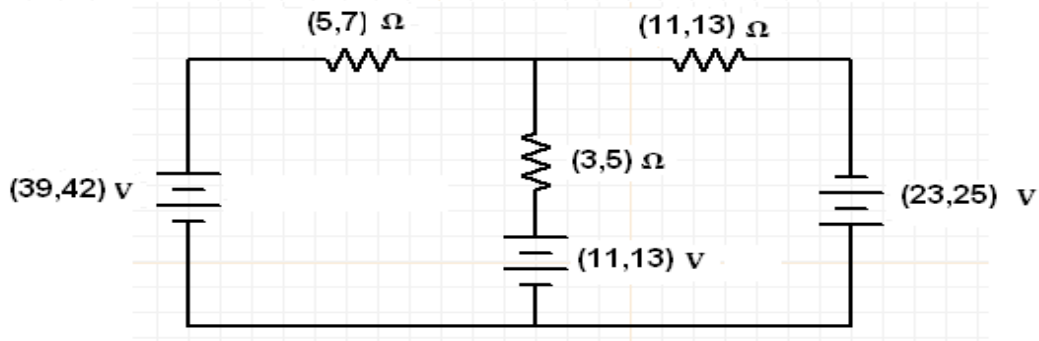 (5,7) Ω
(11,13) Ω
(3,5) Ω
(39,42) V
(23,25) V
(11,13) V